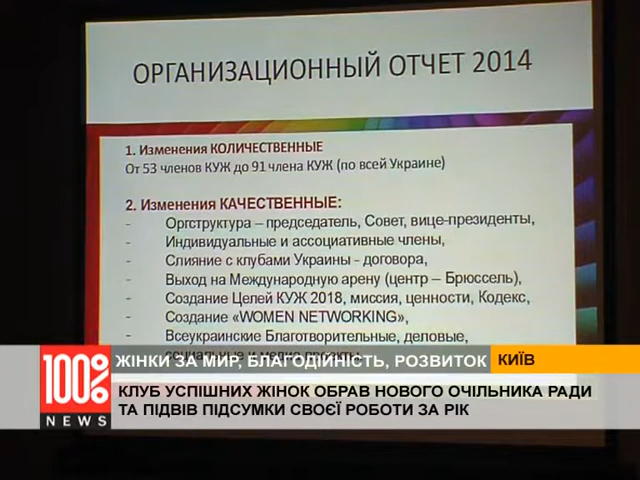 ОРГАНИЗАЦИОННЫЙ ОТЧЕТ 2014
1. Изменения КОЛИЧЕСТВЕННЫЕ
От 53 членов КУЖ до 91 члена КУЖ (по всей Украине)
2. Изменения КАЧЕСТВЕННЫЕ:
- Оргструктура – председатель, Совет, вице-президенты,
- Индивидуальные и ассоциативные члены,
- Слияние с клубами Украины - договора,
- Выход на Международную арену (центр – Брюссель),
- Создание Целей КУЖ 2018, миссия, ценности, Кодекс,
- Создание «WOMEN NETWORKING»,
- Всеукраинские Благотворительные, деловые,
социальные и медиа проекты
100% ЖІНКИ ЗА МИР, БЛАГОДІЙНІСТЬ, РОЗВИТОК КИЇВ
NEWS
КЛУБ УСПІШНИХ ЖІНОК ОБРАВ НОВОГО ОЧІЛЬНИКА РАДИ
ТА ПІДВІВ ПІДСУМКИ СВОЄЇ РОБОТИ ЗА РІК